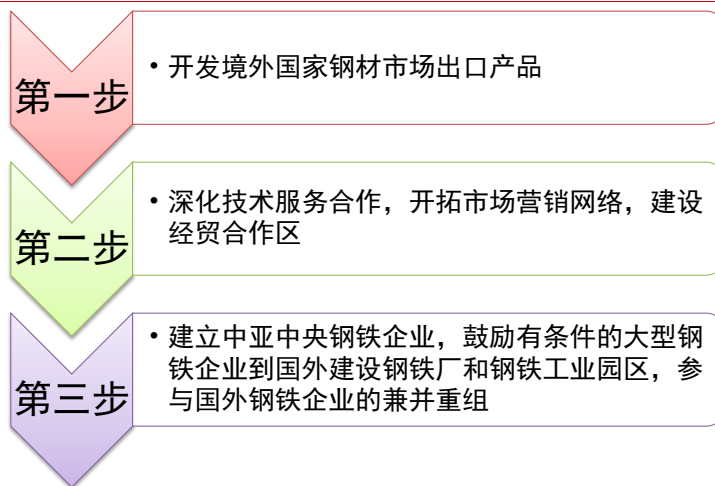 第一步
• 开发境外国家钢材市场出口产品
第二步
• 深化技术服务合作，开拓市场营销网络，建设
经贸合作区
第三步
• 建立中亚中央钢铁企业，鼓励有条件的大型钢
铁企业到国外建设钢铁厂和钢铁工业园区，参
与国外钢铁企业的兼并重组